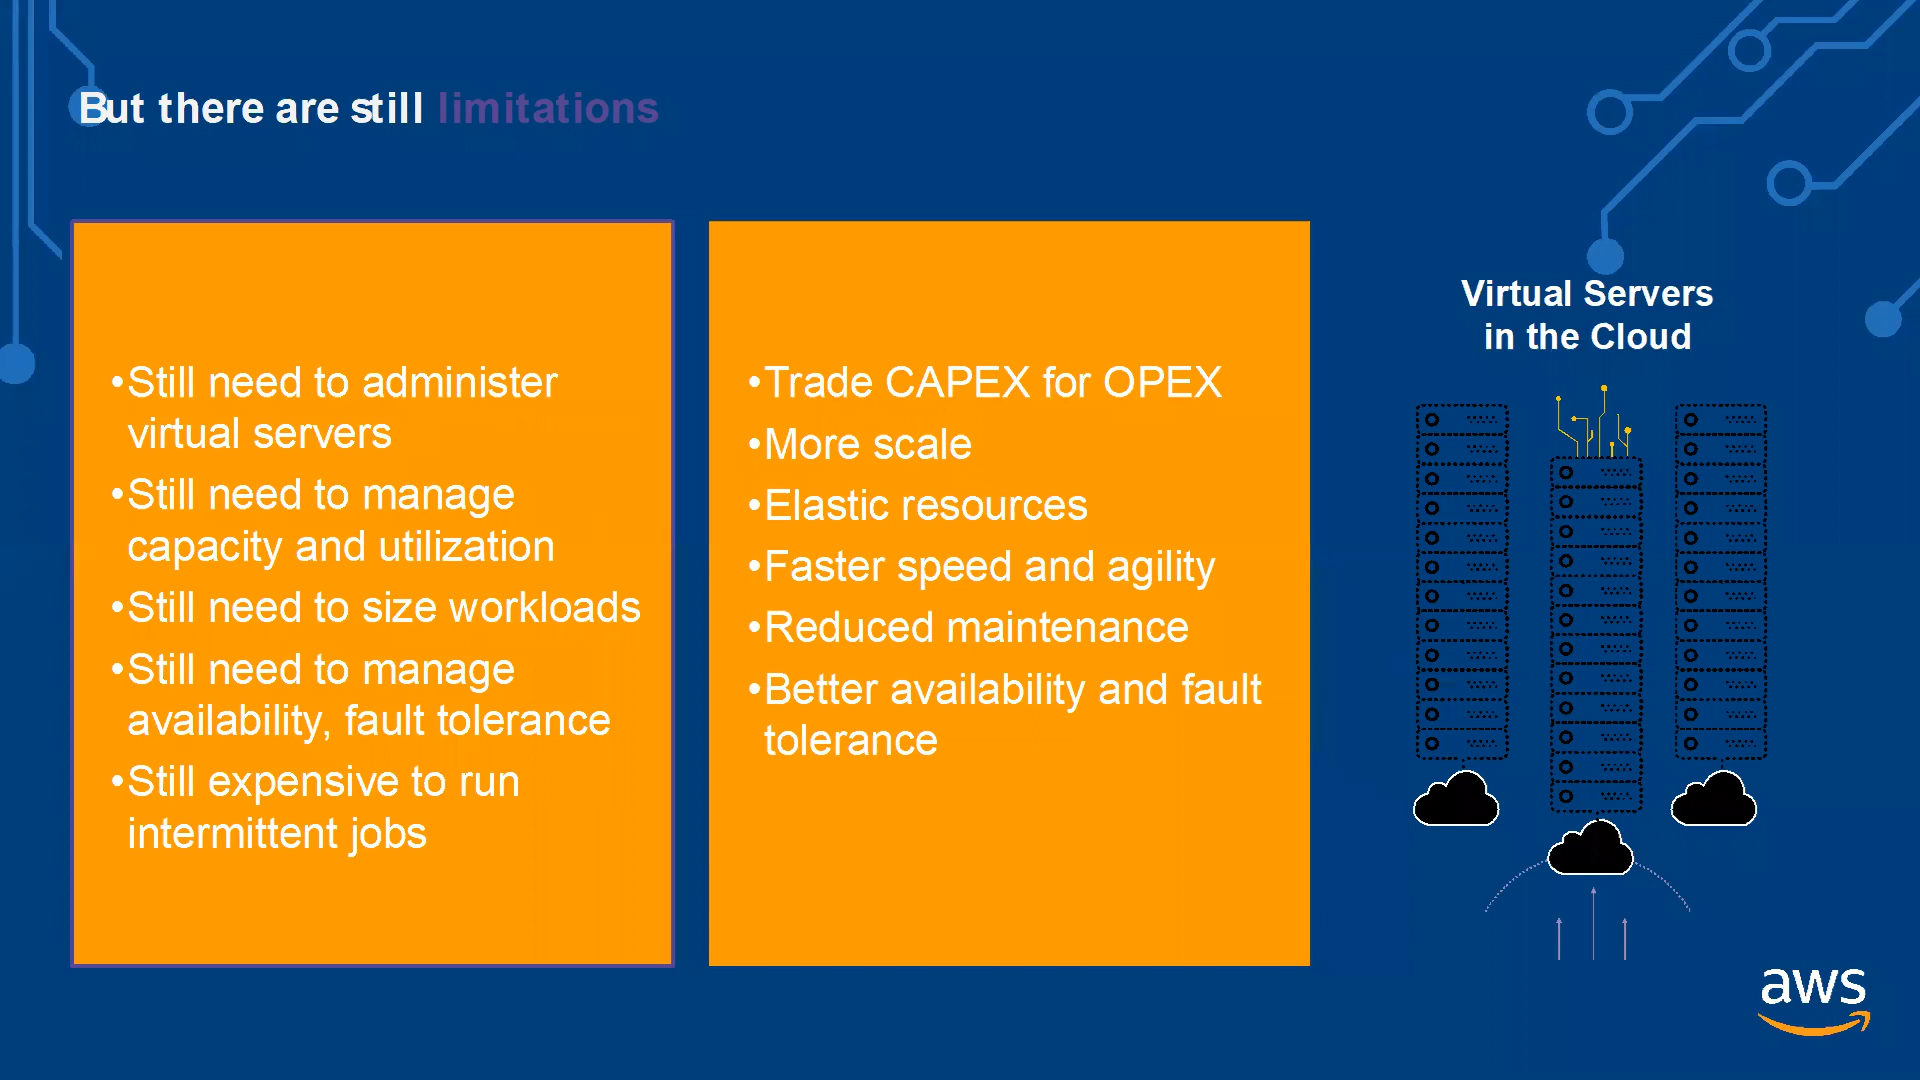 But there are still limitations
•Still need to administer
virtual servers
•Still need to manage
capacity and utilization
•Still need to size workloads
•Still need to manage
availability, fault tolerance
•Still expensive to run
intermittent jobs
•Trade CAPEX for OPEX
•More scale
•Elastic resources
•Faster speed and agility
•Reduced maintenance
•Better availability and fault
tolerance
Virtual Servers
in the Cloud
aws